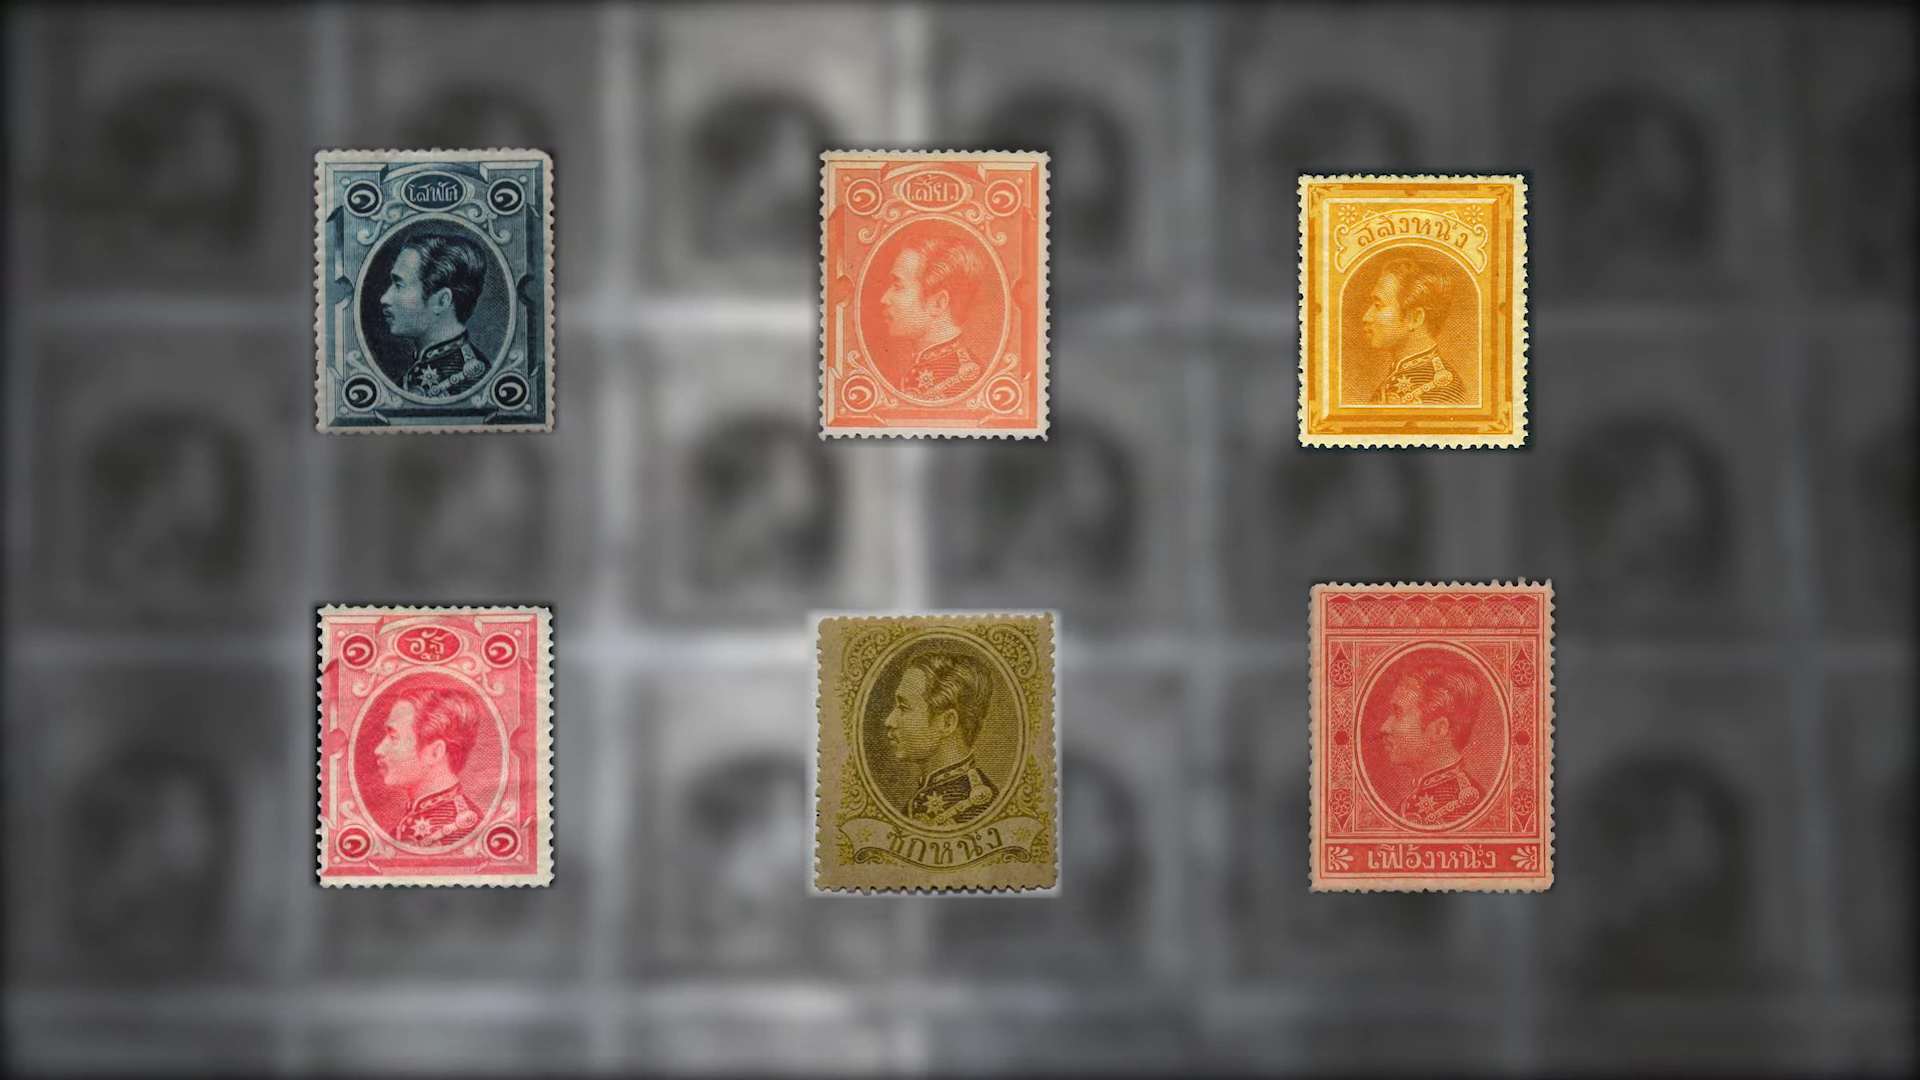 ๑ โสฬศ ๑
๑ ๑
๑ เสี้ยว ๑
๑ ๑
สลึงหนึ่ง
๑ อัฐ ๑
๑ ๑
ซีกหนึ่ง
เฟื้องหนึ่ง